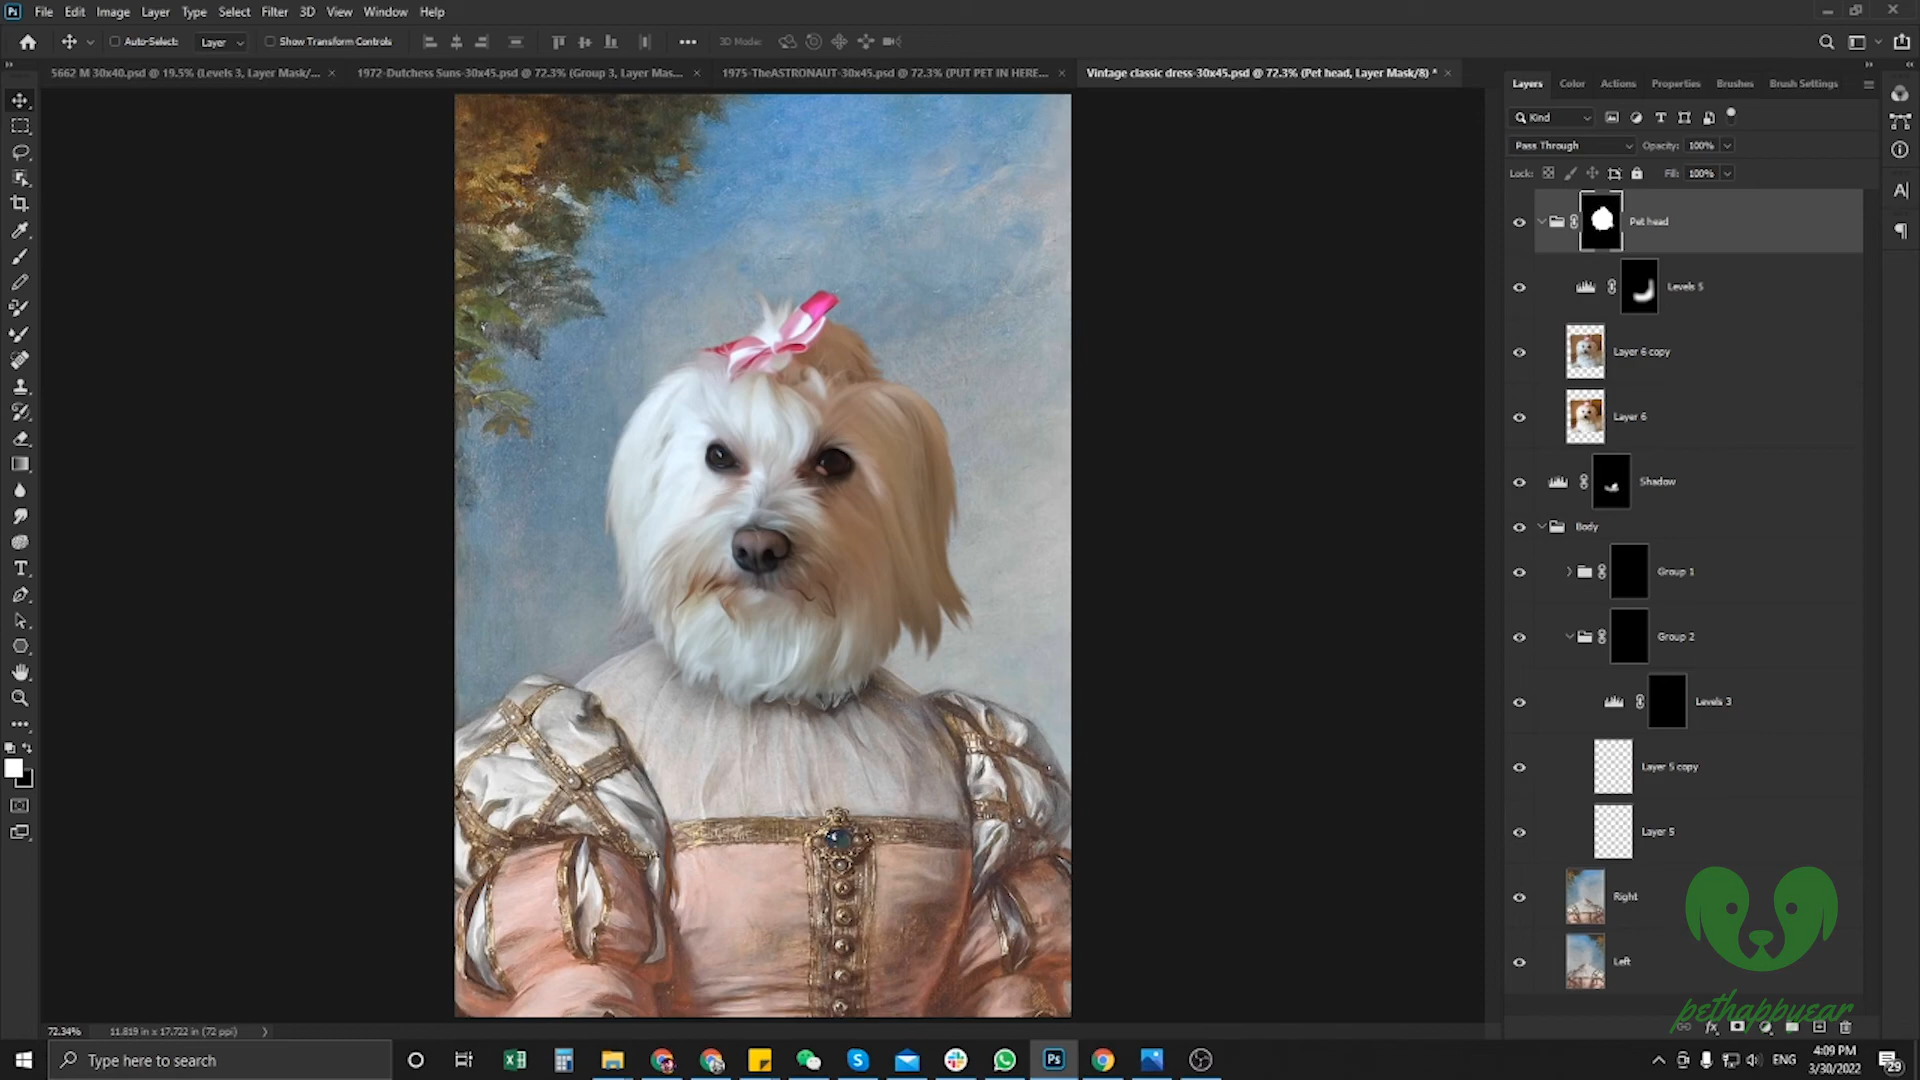 Ps File Edit Image Layer Type Select Filter 3D View Window Help
Auto-Select: Layer Show Transform Controls 3D Mode:
5662 M 30x40.psd @ 19.5% (Levels 3, Layer Mask/... × 1972-Dutchess Suns-30x45.psd @ 72.3% (Group 3, Layer Mas... × 1975-TheASTRONAUT-30x45.psd @ 72.3% (PUT PET IN HERE... × Vintage classic dress-30x45.psd @ 72.3% (Pet head, Layer Mask/8) * ×
Layers Color Actions Properties Brushes Brush Settings
Kind
Pass Through Opacity: 100%
Lock: Fill: 100%
Pet head
Levels 5
Layer 6 copy
Layer 6
Shadow
Body
Group 1
Group 2
Levels 3
Layer 5 copy
Layer 5
Right
Left
pethappyear
72.34% 11.819 in x 17.722 in (72 ppi)
Type here to search
ENG
4:09 PM
3/30/2022
29